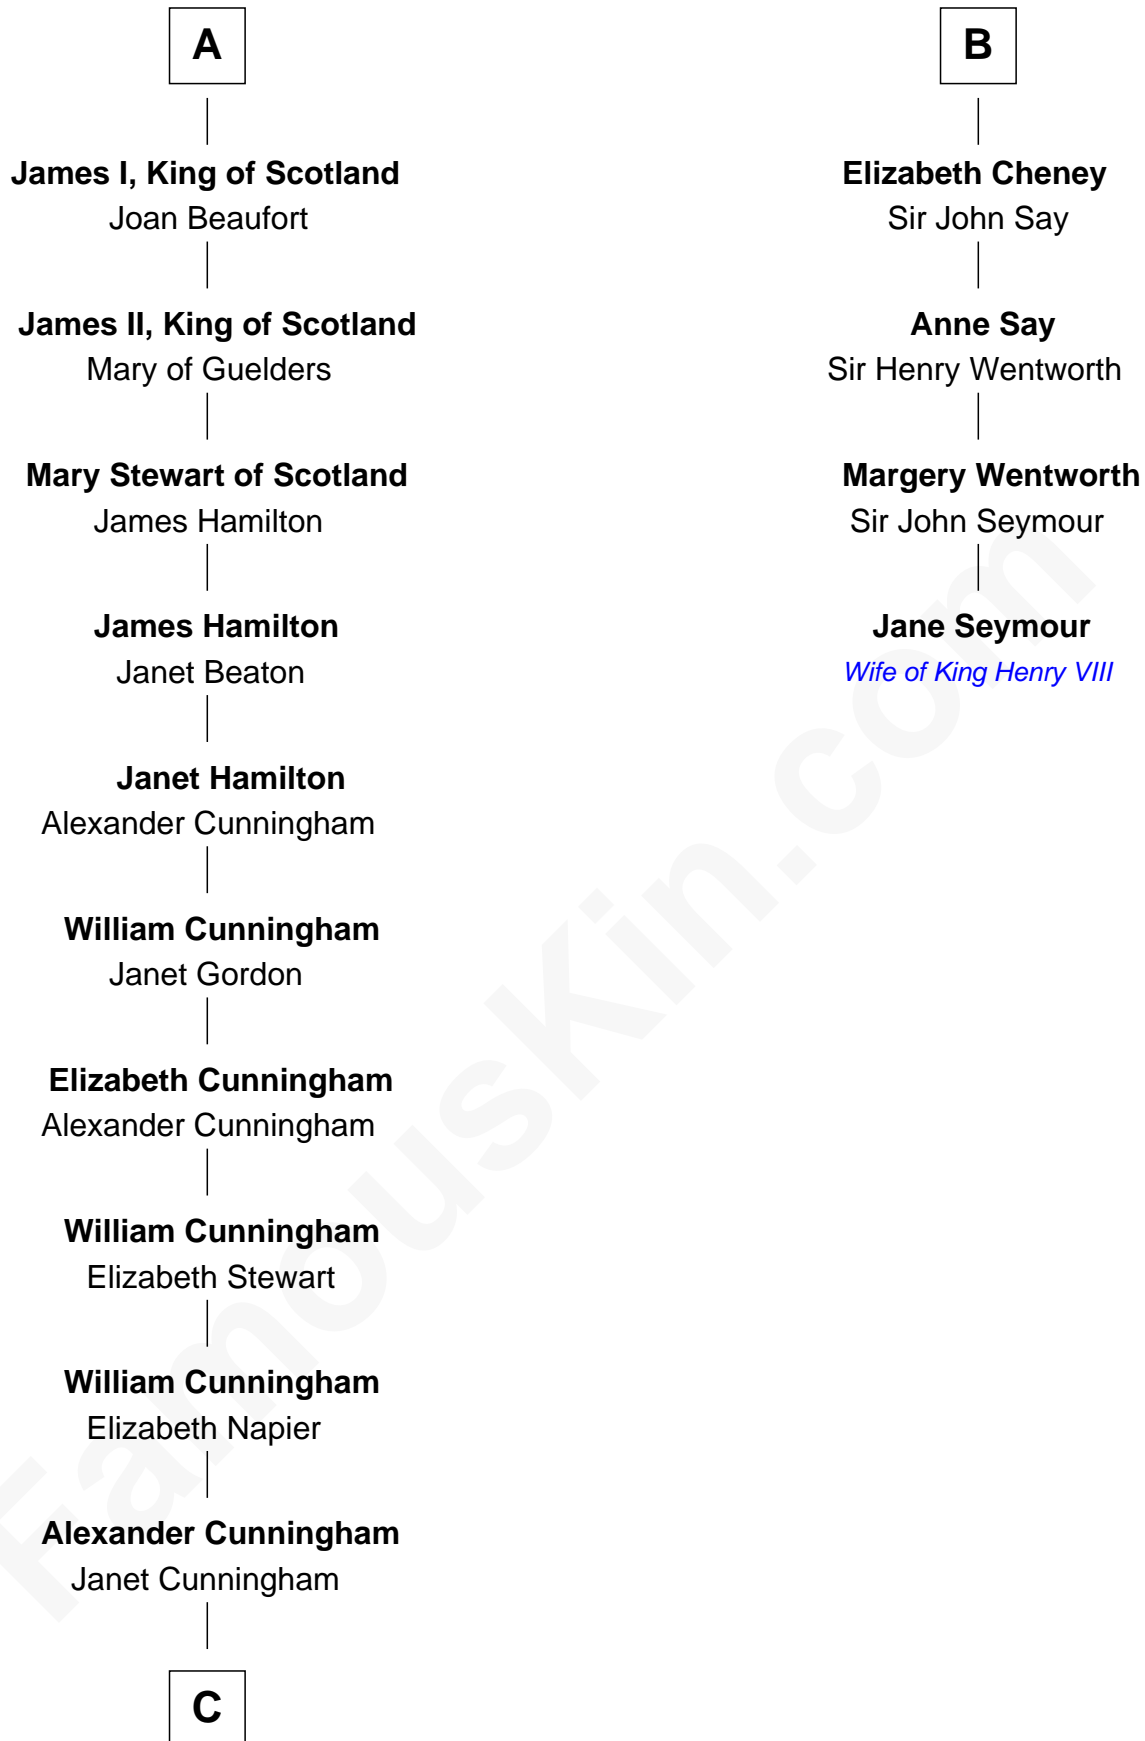 A
James I, King of Scotland
Joan Beaufort
James II, King of Scotland
Mary of Guelders
Mary Stewart of Scotland
James Hamilton
James Hamilton
Janet Beaton
Janet Hamilton
Alexander Cunningham
William Cunningham
Janet Gordon
Elizabeth Cunningham
Alexander Cunningham
William Cunningham
Elizabeth Stewart
William Cunningham
Elizabeth Napier
Alexander Cunningham
Janet Cunningham
C
B
Elizabeth Cheney
Sir John Say
Anne Say
Sir Henry Wentworth
Margery Wentworth
Sir John Seymour
Jane Seymour
Wife of King Henry VIII
FamousKin.com